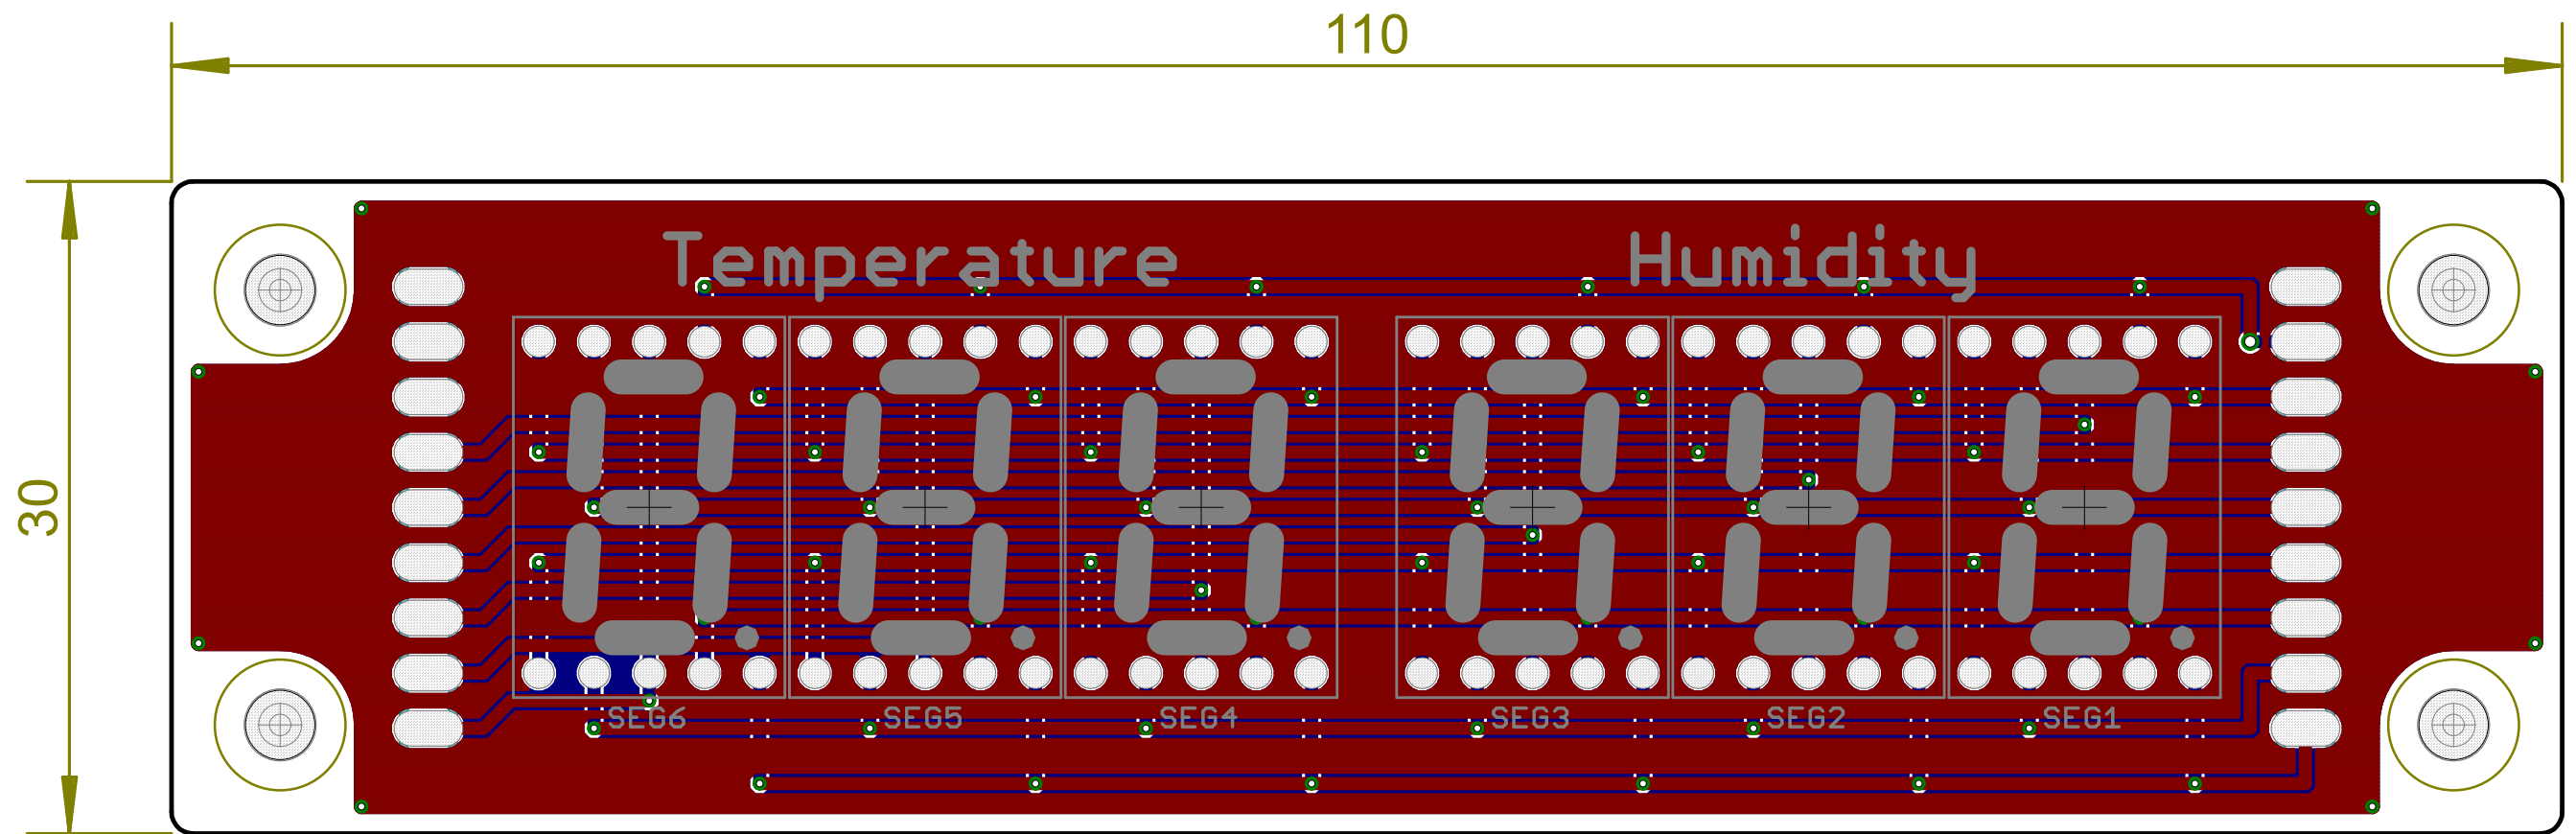 110
30
Temperature Humidity
SEG6 SEG5 SEG4 SEG3 SEG2 SEG1